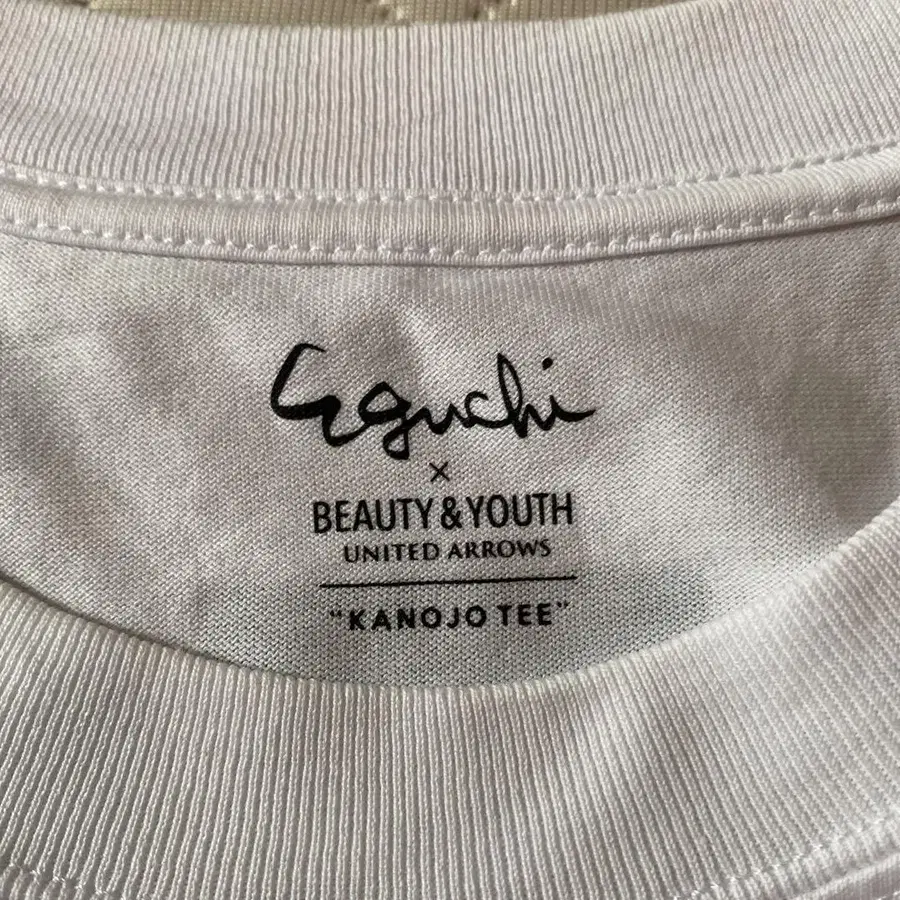 Eguchi
×
BEAUTY & YOUTH
UNITED ARROWS
"KANOJO TEE"